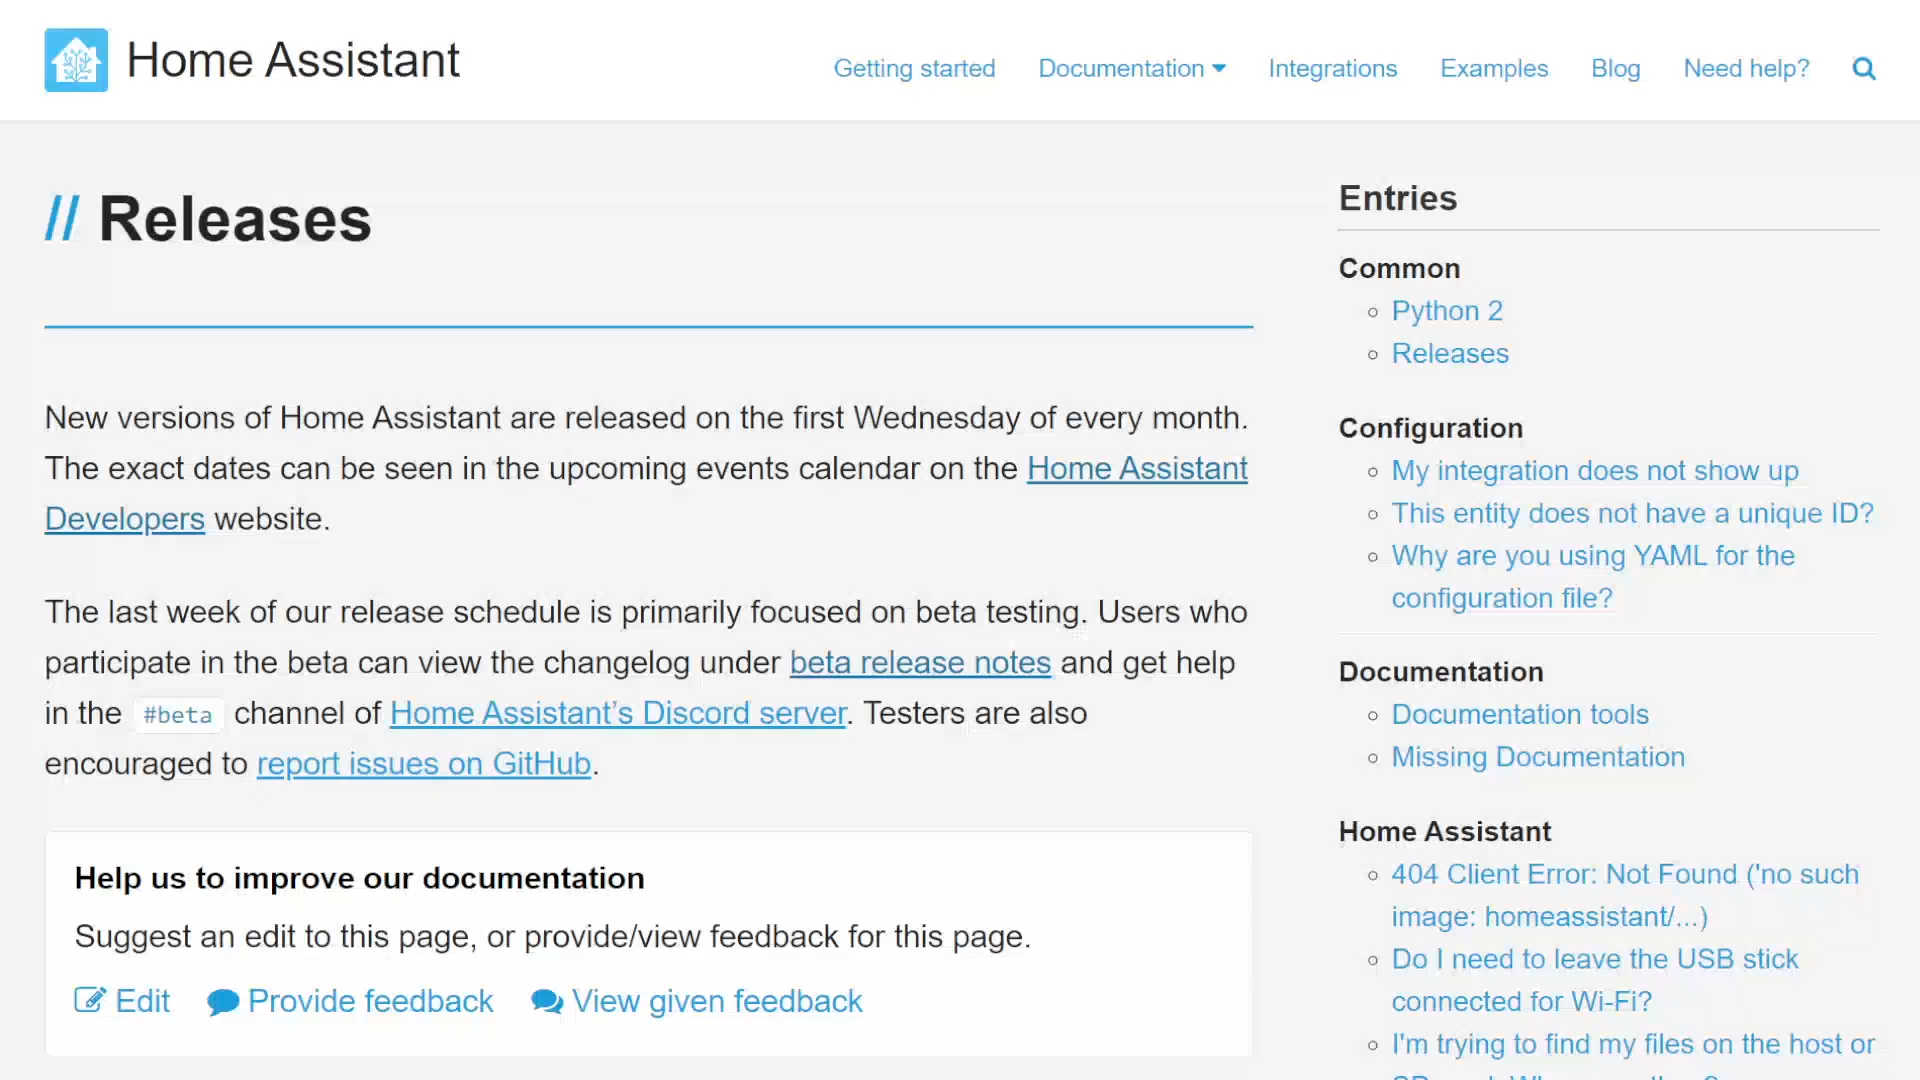 Home Assistant
Getting started Documentation Integrations Examples Blog Need help?
// Releases
New versions of Home Assistant are released on the first Wednesday of every month.
The exact dates can be seen in the upcoming events calendar on the Home Assistant
Developers website.
The last week of our release schedule is primarily focused on beta testing. Users who
participate in the beta can view the changelog under beta release notes and get help
in the #beta channel of Home Assistant’s Discord server. Testers are also
encouraged to report issues on GitHub.
Help us to improve our documentation
Suggest an edit to this page, or provide/view feedback for this page.
Edit Provide feedback View given feedback
Entries
Common
Python 2
Releases
Configuration
My integration does not show up
This entity does not have a unique ID?
Why are you using YAML for the
configuration file?
Documentation
Documentation tools
Missing Documentation
Home Assistant
404 Client Error: Not Found ('no such
image: homeassistant/...)
Do I need to leave the USB stick
connected for Wi-Fi?
I'm trying to find my files on the host or